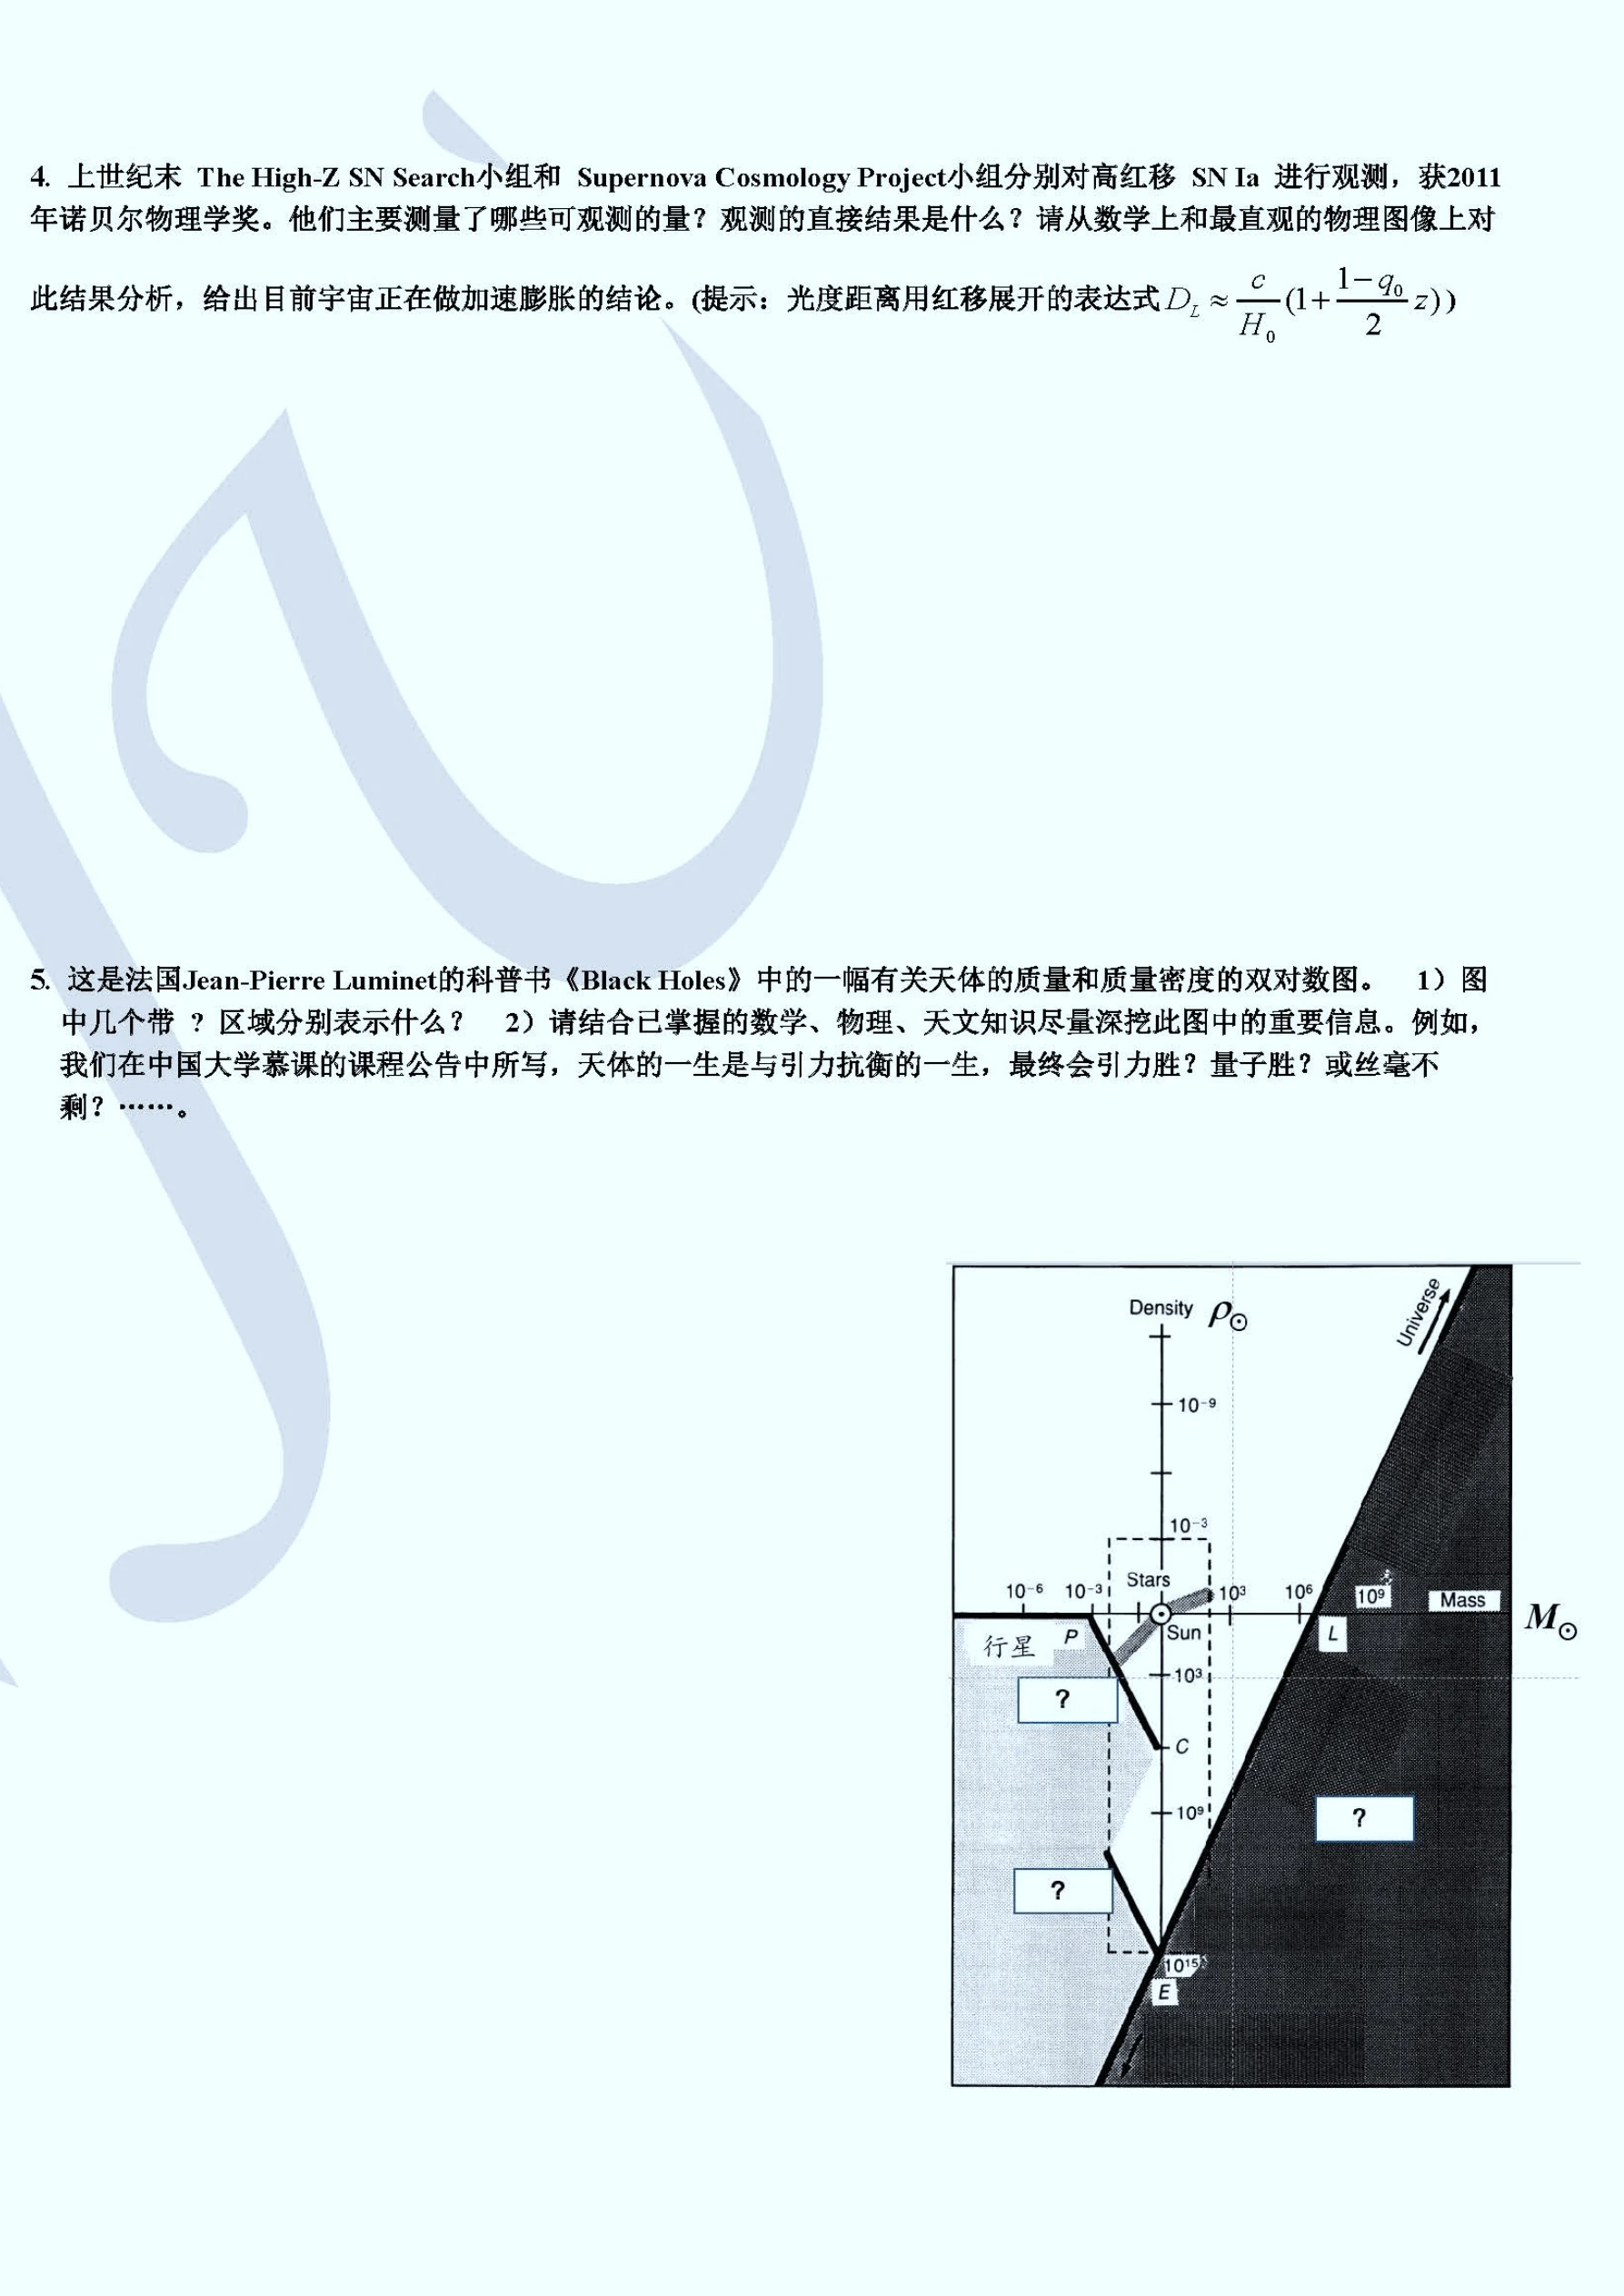 4. 上世纪末 The High-Z SN Search小组和 Supernova Cosmology Project小组分别对高红移 SN Ia 进行观测，获2011
年诺贝尔物理学奖。他们主要测量了哪些可观测的量？观测的直接结果是什么？请从数学上和最直观的物理图像上对
此结果分析，给出目前宇宙正在做加速膨胀的结论。(提示：光度距离用红移展开的表达式 D_L ≈ c/H_0 (1+ (1−q_0)/2 z))
5. 这是法国Jean-Pierre Luminet的科普书《Black Holes》中的一幅有关天体的质量和质量密度的双对数图。 1）图
中几个带 ？区域分别表示什么？ 2）请结合已掌握的数学、物理、天文知识尽量深挖此图中的重要信息。例如，
我们在中国大学慕课的课程公告中所写，天体的一生是与引力抗衡的一生，最终会引力胜？量子胜？或丝毫不
剩？……。
Universe
Density ρ⊙
10⁻⁹
10⁻³
Stars
10⁻⁶ 10⁻³ 10³ 10⁶ 10⁹ Mass M⊙
行星 P Sun L
10³
?
C
10⁹
?
?
10¹⁵
E